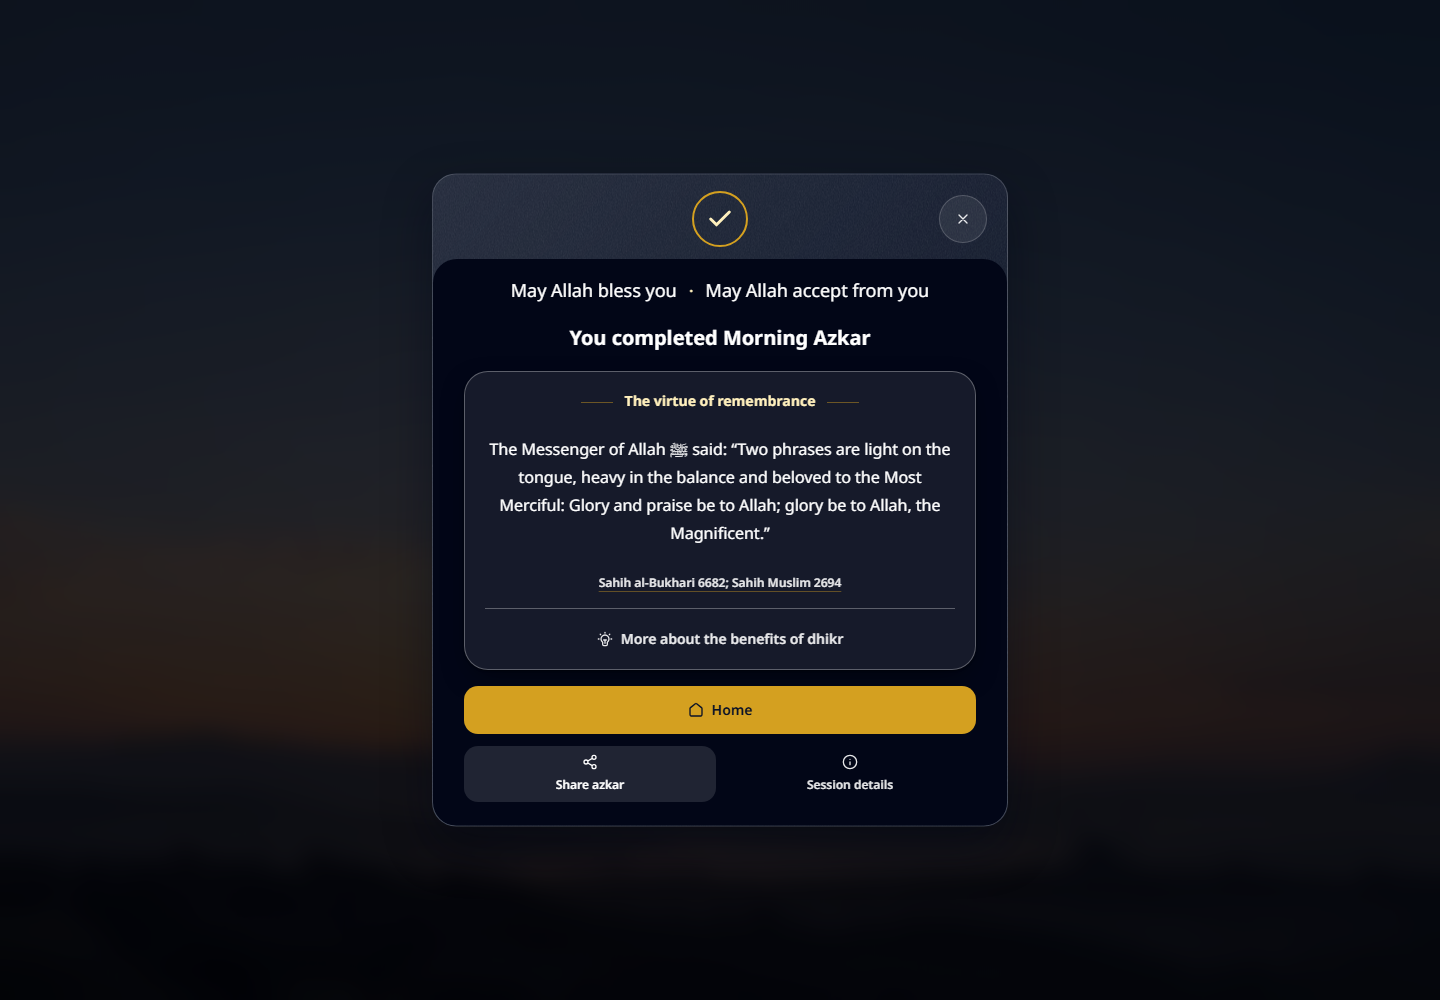 May Allah bless you · May Allah accept from you
You completed Morning Azkar
The virtue of remembrance
The Messenger of Allah ﷺ said: “Two phrases are light on the
tongue, heavy in the balance and beloved to the Most
Merciful: Glory and praise be to Allah; glory be to Allah, the
Magnificent.”
Sahih al-Bukhari 6682; Sahih Muslim 2694
More about the benefits of dhikr
Home
Share azkar
Session details